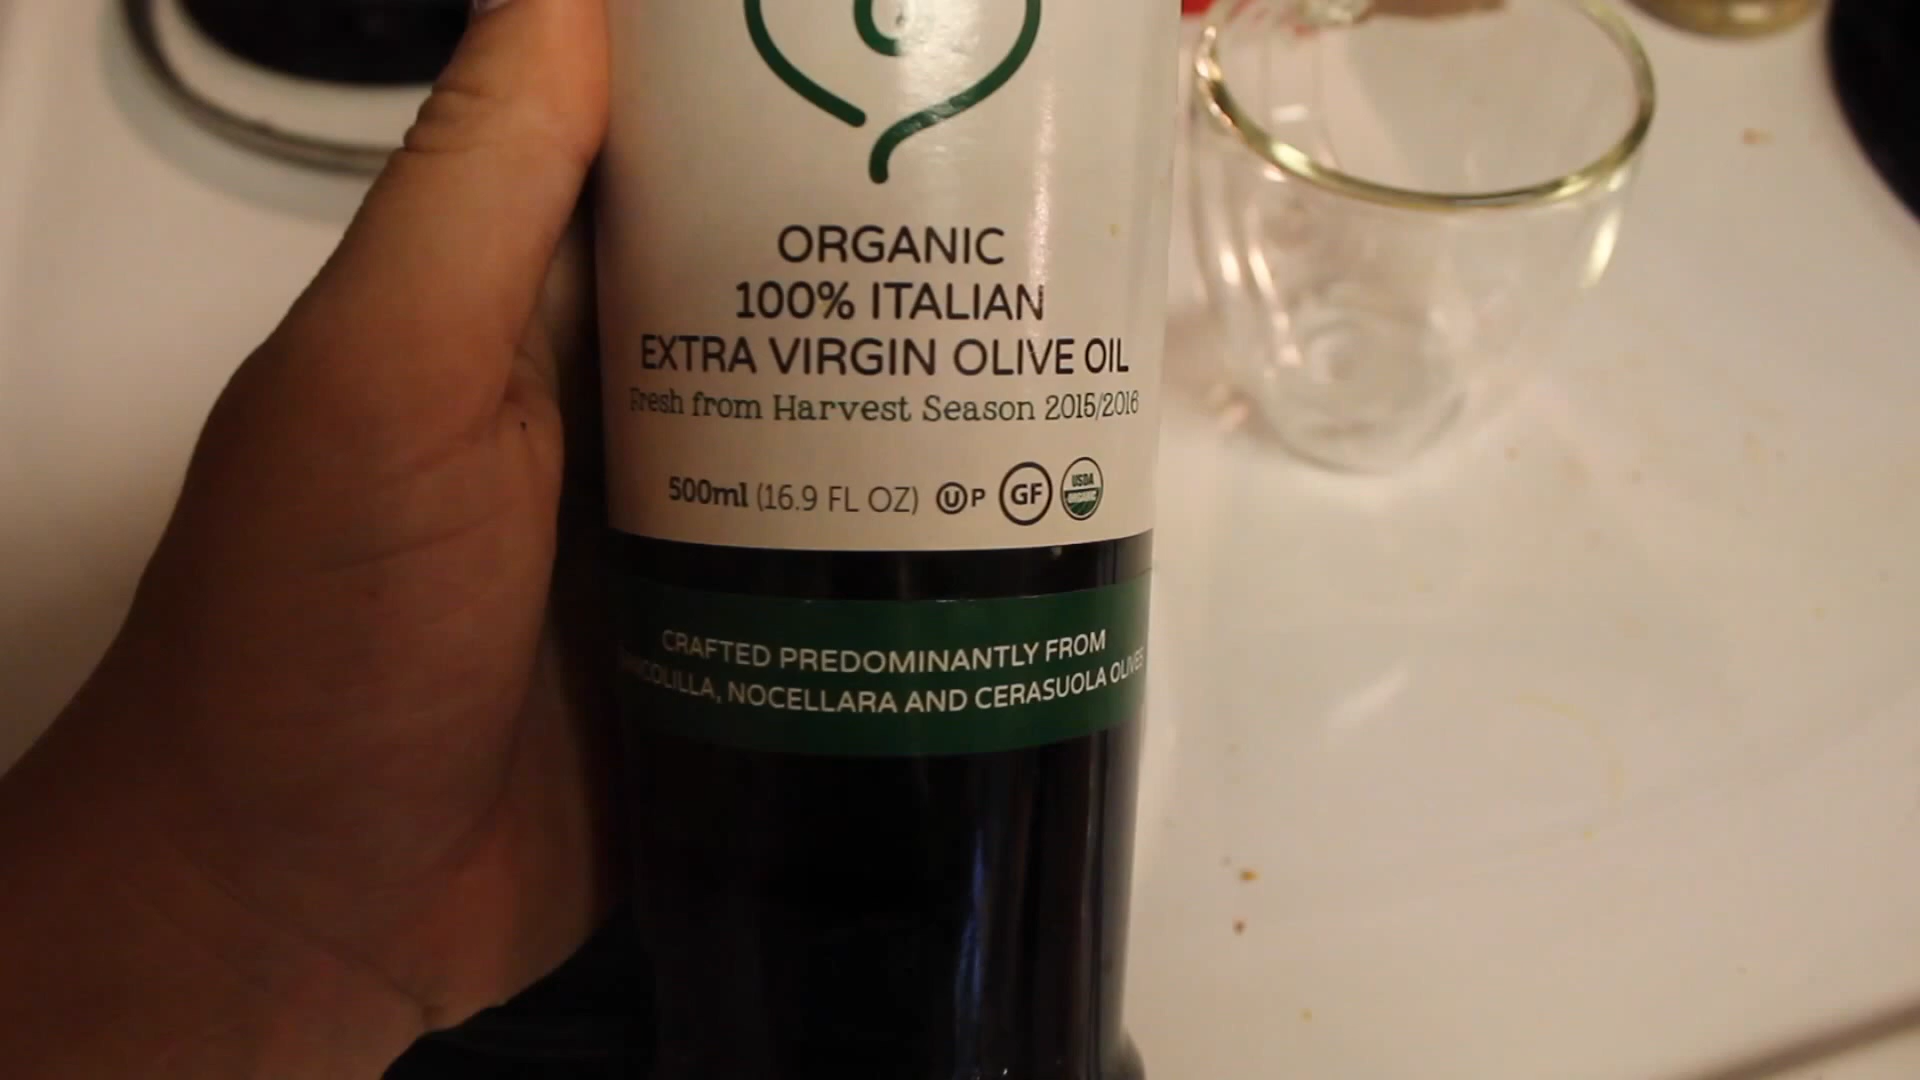 ORGANIC
100% ITALIAN
EXTRA VIRGIN OLIVE OIL
Fresh from Harvest Season 2015/2016
500ml (16.9 FL OZ) U P GF USDA ORGANIC
CRAFTED PREDOMINANTLY FROM
NOCELLARA AND CERASUOLA OLIVES